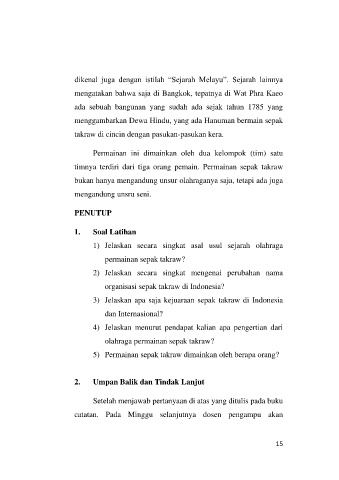 dikenal juga dengan istilah “Sejarah Melayu”. Sejarah lainnya
mengatakan bahwa saja di Bangkok, tepatnya di Wat Phra Kaeo
ada sebuah bangunan yang sudah ada sejak tahun 1785 yang
menggambarkan Dewa Hindu, yang ada Hanuman bermain sepak
takraw di cincin dengan pasukan-pasukan kera.
Permainan ini dimainkan oleh dua kelompok (tim) satu
timnya terdiri dari tiga orang pemain. Permainan sepak takraw
bukan hanya mengandung unsur olahraganya saja, tetapi ada juga
mengandung unsru seni.
PENUTUP
1. Soal Latihan
1) Jelaskan secara singkat asal usul sejarah olahraga
permainan sepak takraw?
2) Jelaskan secara singkat mengenai perubahan nama
organisasi sepak takraw di Indonesia?
3) Jelaskan apa saja kejuaraan sepak takraw di Indonesia
dan Internasional?
4) Jelaskan menurut pendapat kalian apa pengertian dari
olahraga permainan sepak takraw?
5) Permainan sepak takraw dimainkan oleh berapa orang?
2. Umpan Balik dan Tindak Lanjut
Setelah menjawab pertanyaan di atas yang ditulis pada buku
catatan. Pada Minggu selanjutnya dosen pengampu akan
15